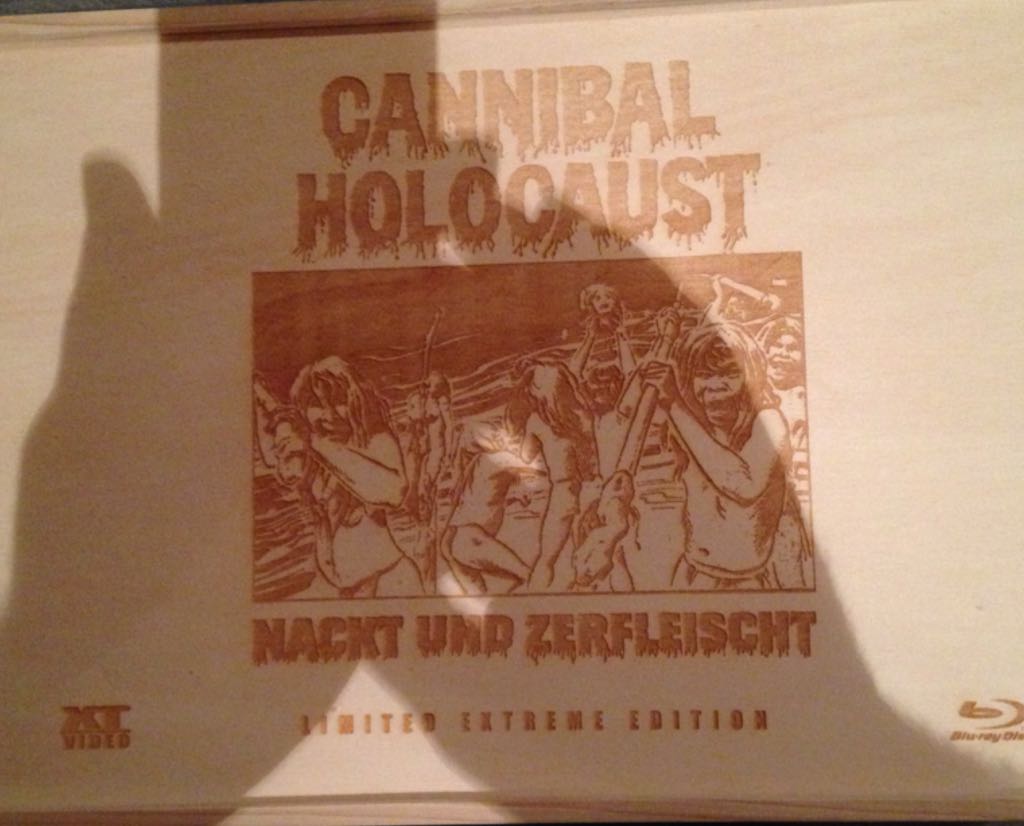 CANNIBAL
HOLOCAUST
NACKT UND ZERFLEISCHT
LIMITED EXTREME EDITION
XT
VIDEO
Blu-ray Disc